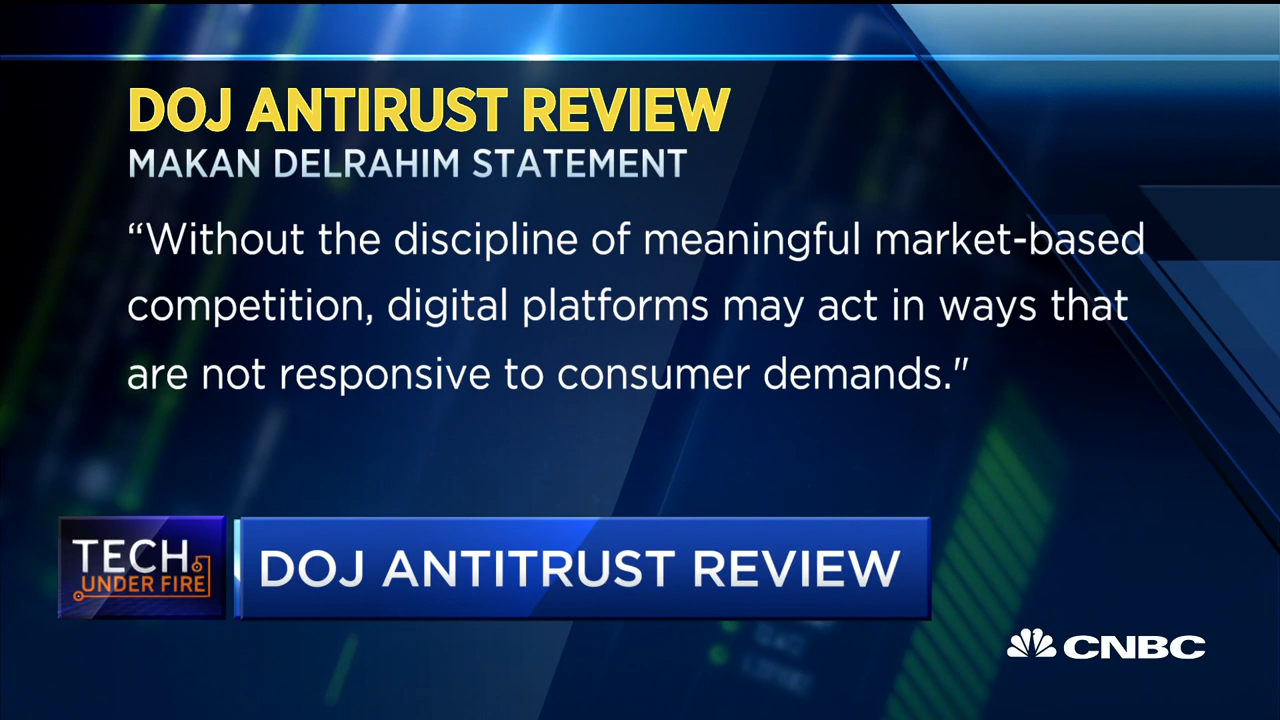 DOJ ANTIRUST REVIEW
MAKAN DELRAHIM STATEMENT
“Without the discipline of meaningful market-based
competition, digital platforms may act in ways that
are not responsive to consumer demands."
TECH
UNDER FIRE
DOJ ANTITRUST REVIEW
CNBC